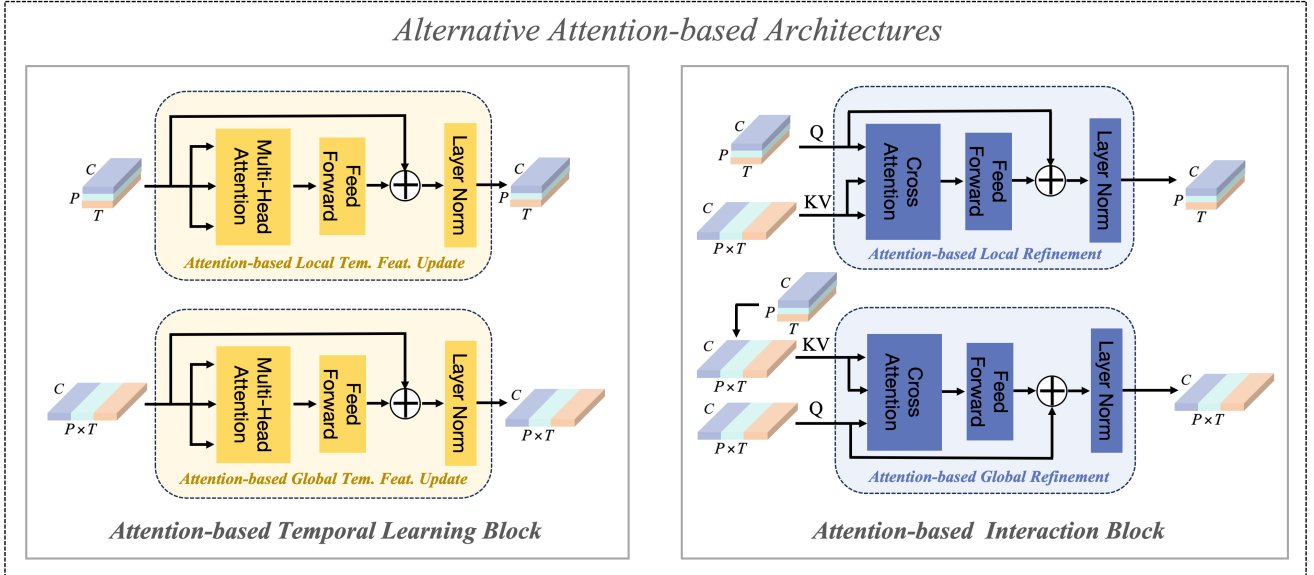 Alternative Attention-based Architectures
C
P
T
Multi-Head
Attention
Feed
Forward
Layer Norm
C
P
T
Attention-based Local Tem. Feat. Update
C
P×T
Multi-Head
Attention
Feed
Forward
Layer Norm
C
P×T
Attention-based Global Tem. Feat. Update
Attention-based Temporal Learning Block
C
P
T
Q
C
P×T
KV
Cross
Attention
Feed
Forward
Layer Norm
C
P
T
Attention-based Local Refinement
C
P
T
C
P×T
KV
C
P×T
Q
Cross
Attention
Feed
Forward
Layer Norm
C
P×T
Attention-based Global Refinement
Attention-based Interaction Block